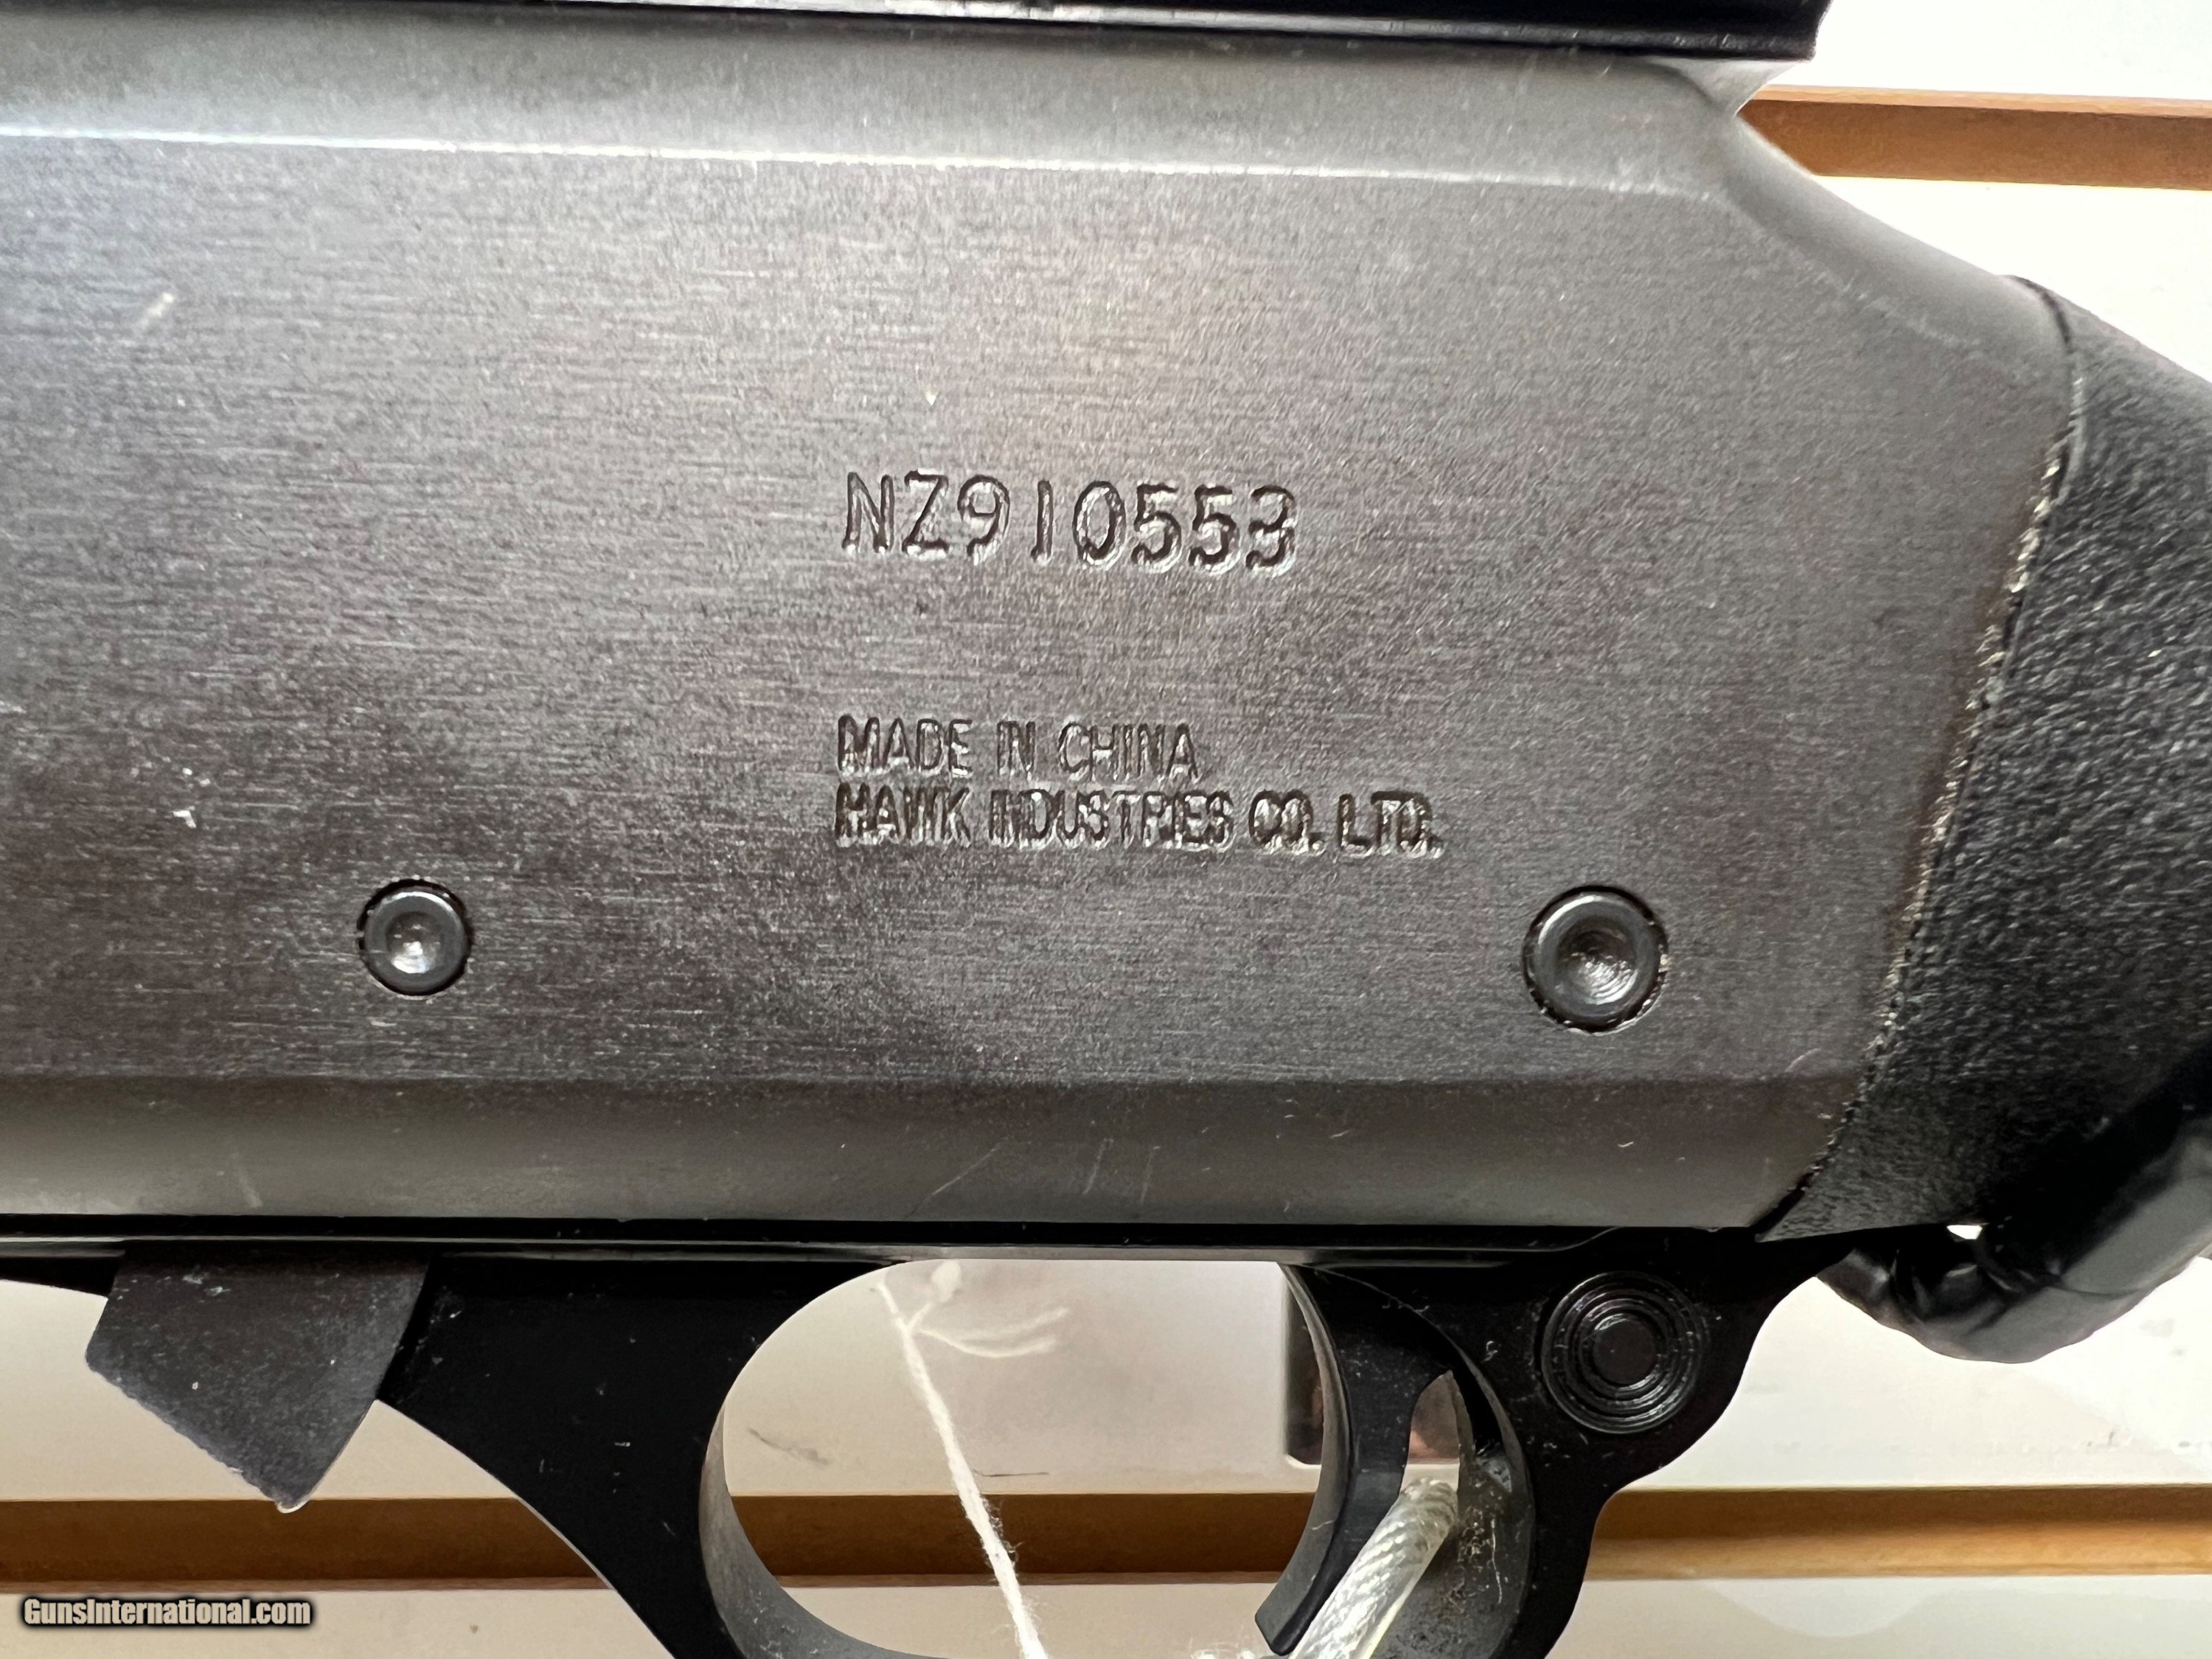 NZ910553
MADE IN CHINA
HAWK INDUSTRIES CO. LTD.
GunsInternational.com